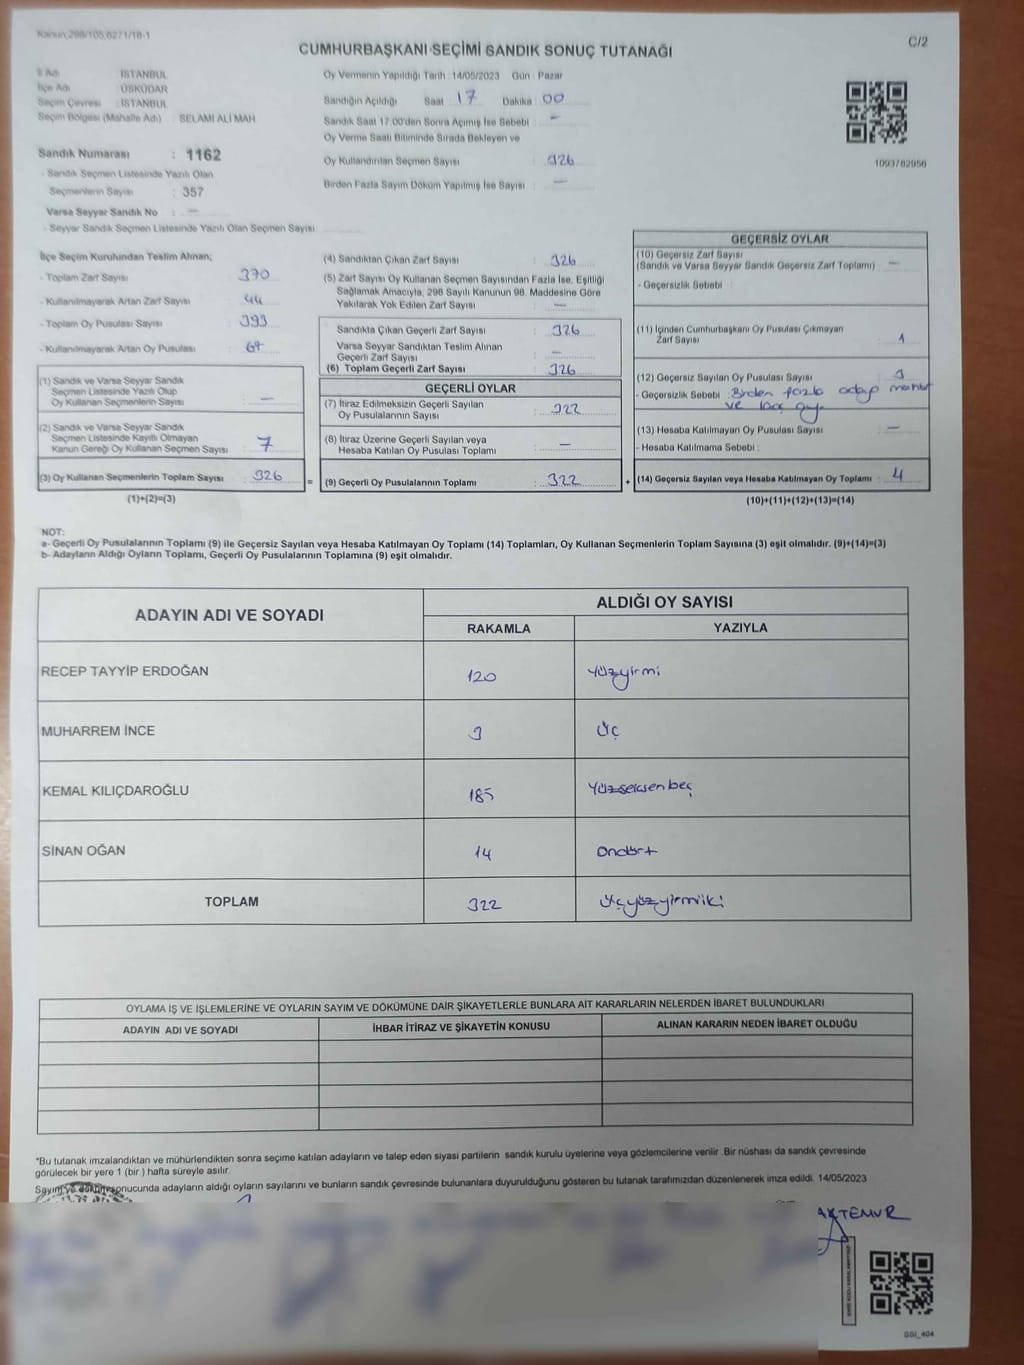 Kanun,298/105,6271/18-1
C/2
CUMHURBAŞKANI SEÇİMİ SANDIK SONUÇ TUTANAĞI
İl Adı : İSTANBUL
İlçe Adı : ÜSKÜDAR
Seçim Çevresi : İSTANBUL
Seçim Bölgesi (Mahalle Adı) : SELAMİ ALİ MAH
Sandık Numarası : 1162
- Sandık Seçmen Listesinde Yazılı Olan
Seçmenlerin Sayısı : 357
Varsa Seyyar Sandık No : —
- Seyyar Sandık Seçmen Listesinde Yazılı Olan Seçmen Sayısı:
Oy Vermenin Yapıldığı Tarih : 14/05/2023 Gün : Pazar
Sandığın Açıldığı Saat : 17 Dakika : 00
Sandık Saat 17:00'den Sonra Açımış İse Sebebi : —
Oy Verme Saati Bitiminde Sırada Bekleyen ve
Oy Kullandırılan Seçmen Sayısı : 326
Birden Fazla Sayım Döküm Yapılmış İse Sayısı : —
1093782956
İlçe Seçim Kurulundan Teslim Alınan;
- Toplam Zarf Sayısı : 370
- Kullanılmayarak Artan Zarf Sayısı : 44
- Toplam Oy Pusulası Sayısı : 393
- Kullanılmayarak Artan Oy Pusulası : 67
(1) Sandık ve Varsa Seyyar Sandık
Seçmen Listesinde Yazılı Olup
Oy Kullanan Seçmenlerin Sayısı : —
(2) Sandık ve Varsa Seyyar Sandık
Seçmen Listesinde Kayıtlı Olmayan
Kanun Gereği Oy Kullanan Seçmen Sayısı : 7
(3) Oy Kullanan Seçmenlerin Toplam Sayısı : 326
(1)+(2)=(3)
(4) Sandıktan Çıkan Zarf Sayısı : 326
(5) Zarf Sayısı Oy Kullanan Seçmen Sayısından Fazla İse, Eşitliği
Sağlamak Amacıyla, 298 Sayılı Kanunun 98. Maddesine Göre
Yakılarak Yok Edilen Zarf Sayısı : —
Sandıkta Çıkan Geçerli Zarf Sayısı : 326
Varsa Seyyar Sandıktan Teslim Alınan
Geçerli Zarf Sayısı : —
(6) Toplam Geçerli Zarf Sayısı : 326
GEÇERLİ OYLAR
(7) İtiraz Edilmeksizin Geçerli Sayılan
Oy Pusulalarının Sayısı : 322
(8) İtiraz Üzerine Geçerli Sayılan veya
Hesaba Katılan Oy Pusulası Toplamı : —
= (9) Geçerli Oy Pusulalarının Toplamı : 322 +
GEÇERSİZ OYLAR
(10) Geçersiz Zarf Sayısı
(Sandık ve Varsa Seyyar Sandık Geçersiz Zarf Toplamı) : —
- Geçersizlik Sebebi :
(11) İçinden Cumhurbaşkanı Oy Pusulası Çıkmayan
Zarf Sayısı : 1
(12) Geçersiz Sayılan Oy Pusulası Sayısı : 3
- Geçersizlik Sebebi : Birden fazla aday mühür
ve boş oy
(13) Hesaba Katılmayan Oy Pusulası Sayısı : —
- Hesaba Katılmama Sebebi :
(14) Geçersiz Sayılan veya Hesaba Katılmayan Oy Toplamı : 4
(10)+(11)+(12)+(13)=(14)
NOT:
a- Geçerli Oy Pusulalarının Toplamı (9) ile Geçersiz Sayılan veya Hesaba Katılmayan Oy Toplamı (14) Toplamları, Oy Kullanan Seçmenlerin Toplam Sayısına (3) eşit olmalıdır. (9)+(14)=(3)
b- Adayların Aldığı Oyların Toplamı, Geçerli Oy Pusulalarının Toplamına (9) eşit olmalıdır.
ADAYIN ADI VE SOYADI
ALDIĞI OY SAYISI
RAKAMLA YAZIYLA
RECEP TAYYİP ERDOĞAN 120 Yüzyirmi
MUHARREM İNCE 3 Üç
KEMAL KILIÇDAROĞLU 185 Yüzseksenbeş
SİNAN OĞAN 14 Ondört
TOPLAM 322 Üçyüzyirmiiki
OYLAMA İŞ VE İŞLEMLERİNE VE OYLARIN SAYIM VE DÖKÜMÜNE DAİR ŞİKAYETLERLE BUNLARA AİT KARARLARIN NELERDEN İBARET BULUNDUKLARI
ADAYIN ADI VE SOYADI İHBAR İTİRAZ VE ŞİKAYETİN KONUSU ALINAN KARARIN NEDEN İBARET OLDUĞU
*Bu tutanak imzalandıktan ve mühürlendikten sonra seçime katılan adayların ve talep eden siyasi partilerin sandık kurulu üyelerine veya gözlemcilerine verilir .Bir nüshası da sandık çevresinde
görülecek bir yere 1 (bir ) hafta süreyle asılır.
Sayım ve döküm sonucunda adayların aldığı oyların sayılarını ve bunların sandık çevresinde bulunanlara duyurulduğunu gösteren bu tutanak tarafımızdan düzenlenerek imza edildi. 14/05/2023
AKTEMUR
SSI_404